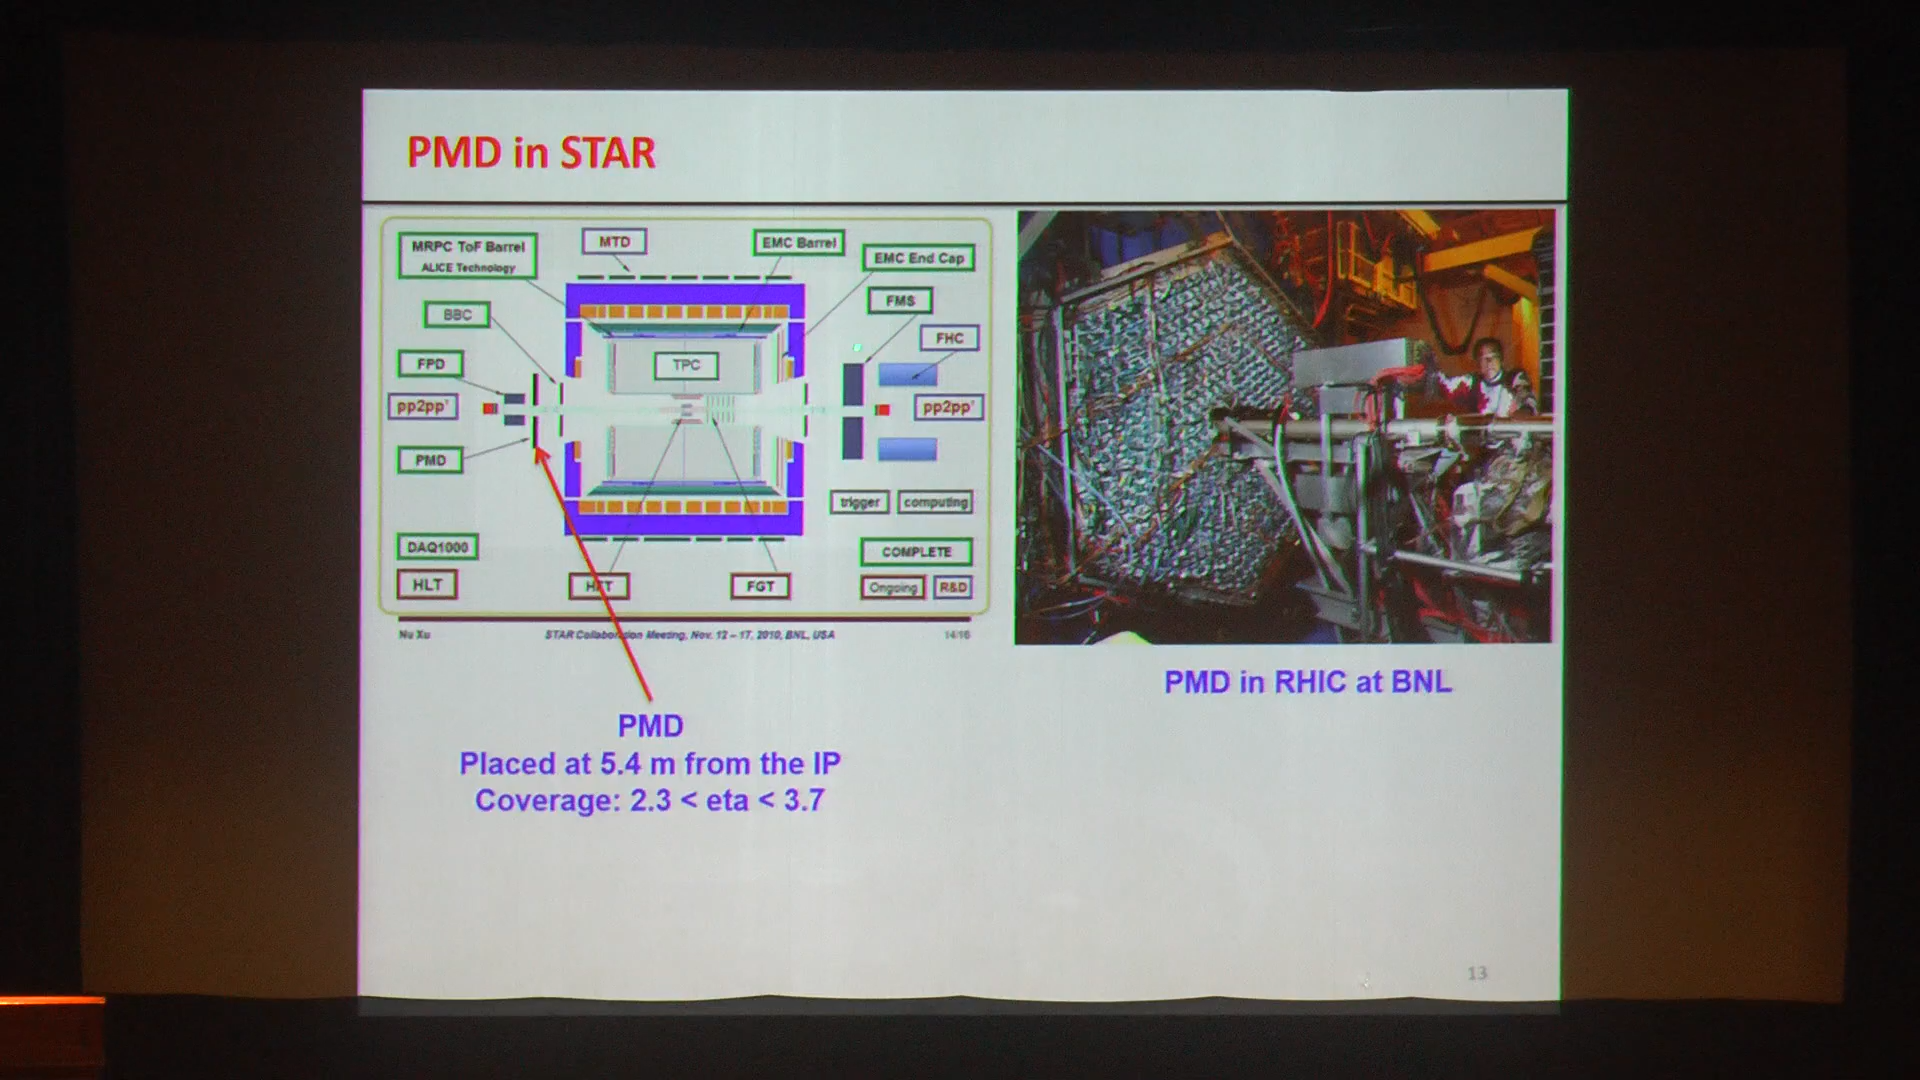 PMD in STAR
MRPC ToF Barrel
ALICE Technology
MTD
EMC Barrel
EMC End Cap
BBC
FMS
FPD
FHC
TPC
pp2pp'
pp2pp'
PMD
trigger
computing
DAQ1000
COMPLETE
HLT
HFT
FGT
Ongoing
R&D
Nu Xu
STAR Collaboration Meeting, Nov. 12 – 17, 2010, BNL, USA
14/16
PMD in RHIC at BNL
PMD
Placed at 5.4 m from the IP
Coverage: 2.3 < eta < 3.7
13